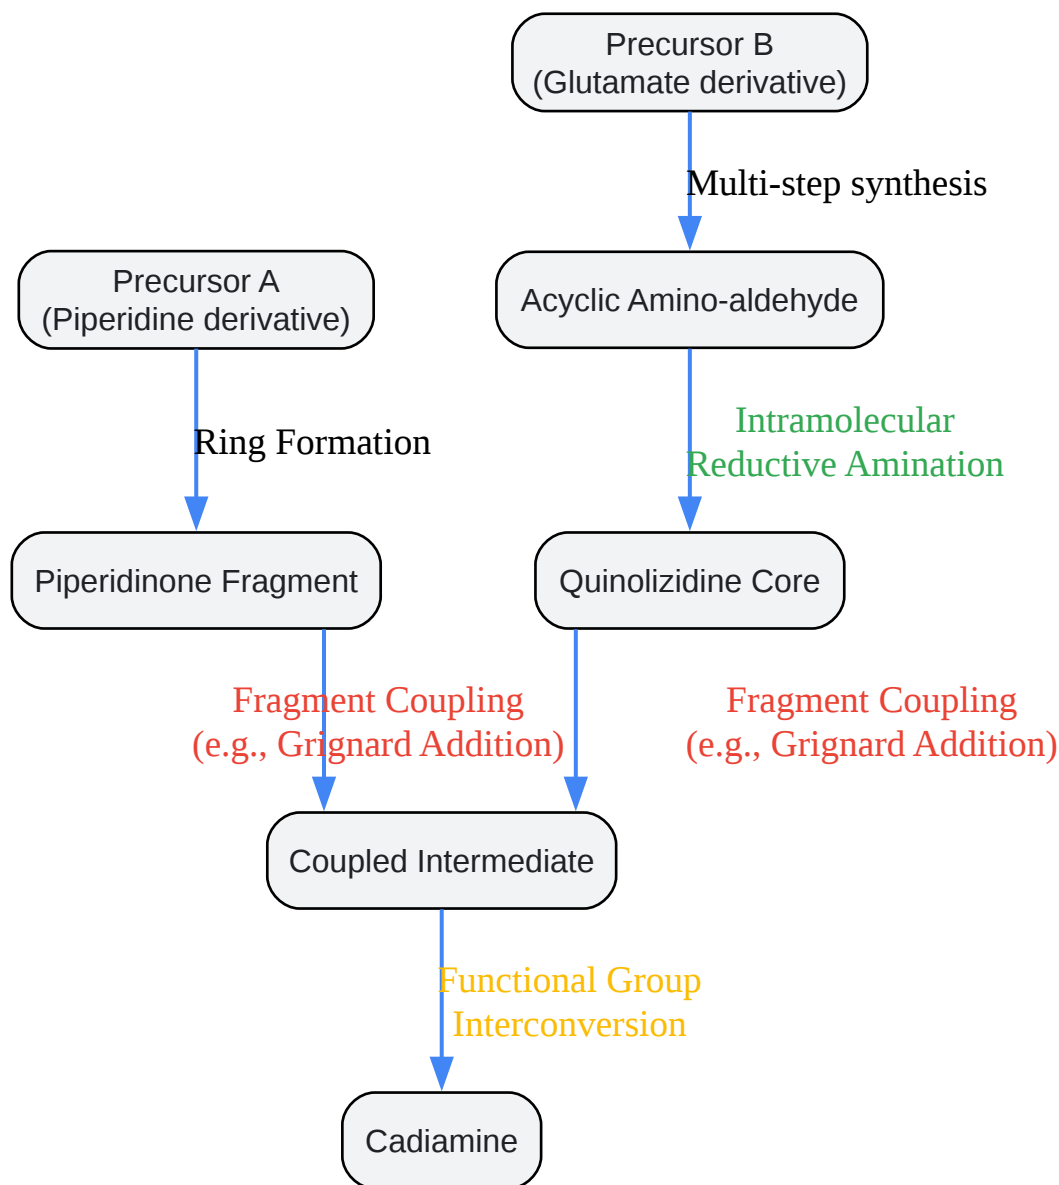 Precursor B
(Glutamate derivative)
Multi-step synthesis
Precursor A
(Piperidine derivative)
Acyclic Amino-aldehyde
Ring Formation
Intramolecular
Reductive Amination
Piperidinone Fragment
Quinolizidine Core
Fragment Coupling
(e.g., Grignard Addition)
Fragment Coupling
(e.g., Grignard Addition)
Coupled Intermediate
Functional Group
Interconversion
Cadiamine